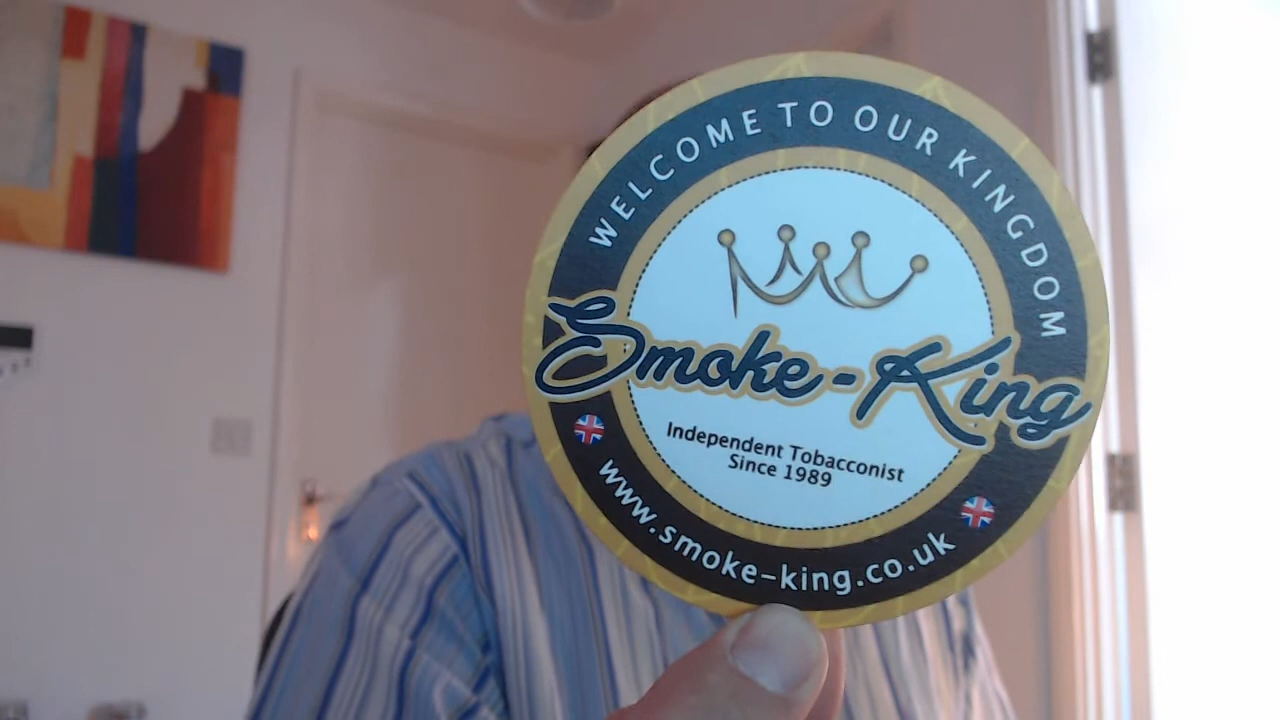 WELCOME TO OUR KINGDOM
Smoke-King
Independent Tobacconist
Since 1989
www.smoke-king.co.uk